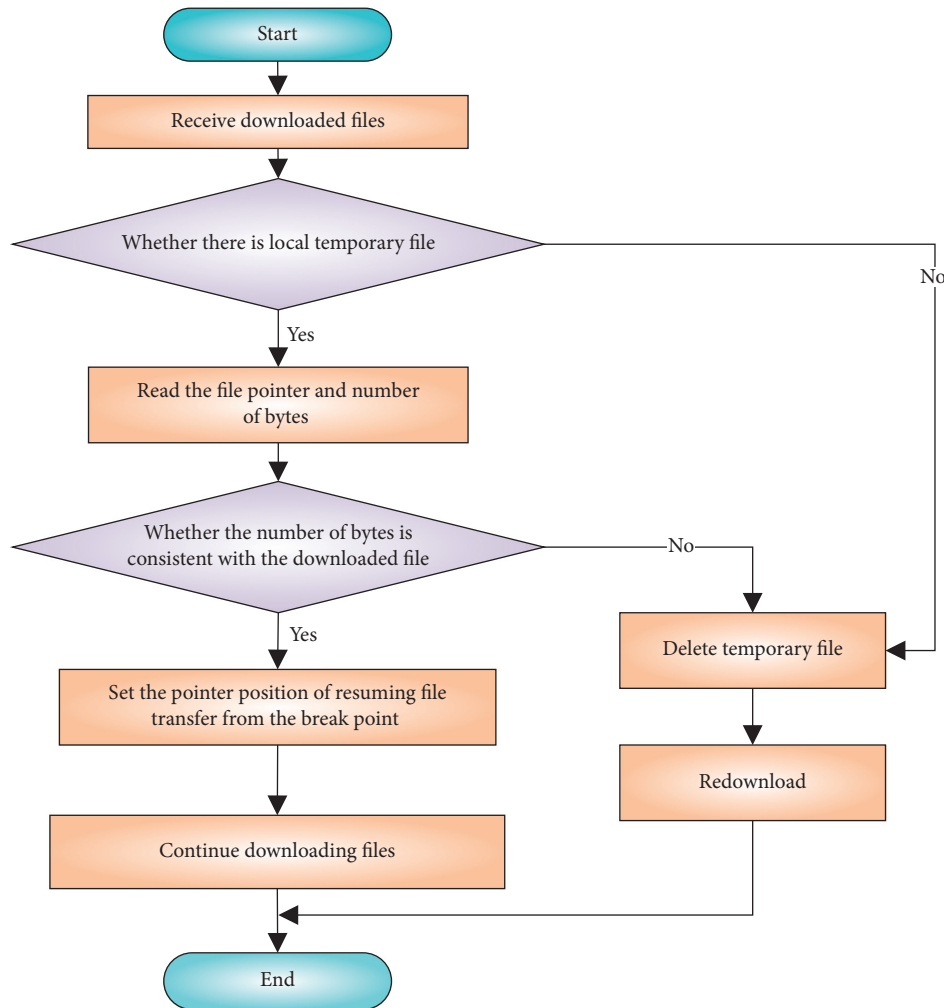 Start
Receive downloaded files
Whether there is local temporary file
No
Yes
Read the file pointer and number
of bytes
Whether the number of bytes is
consistent with the downloaded file
No
Yes
Delete temporary file
Set the pointer position of resuming file
transfer from the break point
Redownload
Continue downloading files
End